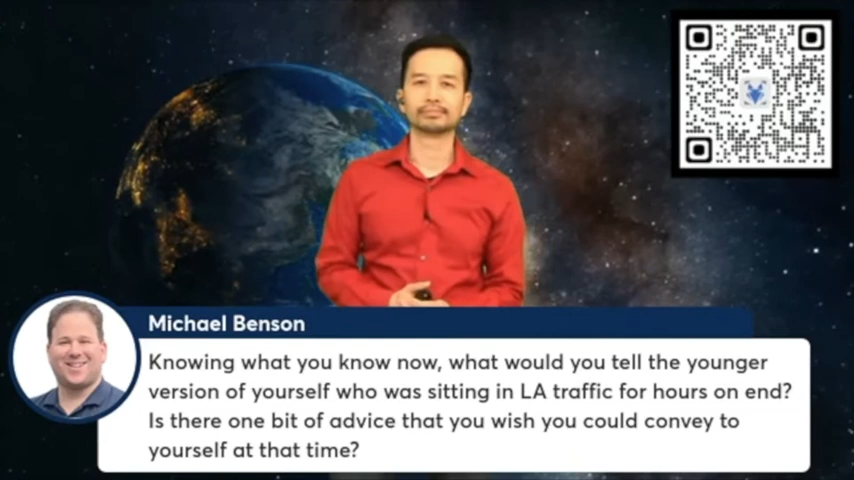 Michael Benson
Knowing what you know now, what would you tell the younger
version of yourself who was sitting in LA traffic for hours on end?
Is there one bit of advice that you wish you could convey to
yourself at that time?